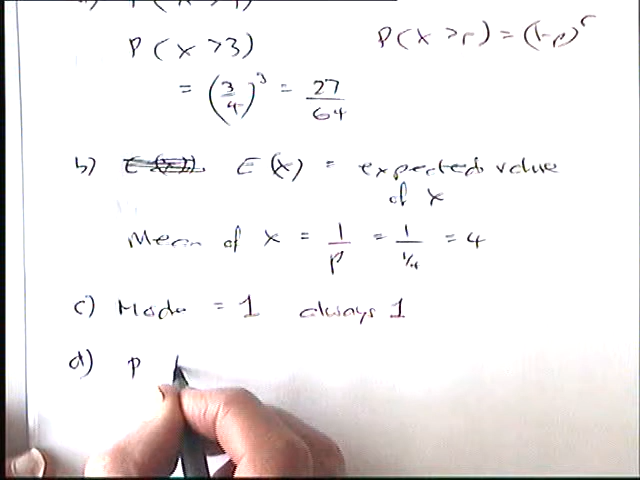 P(X>3)
P(X>r) = (1-p)^r
= (3/4)^3 = 27/64
b) E(X) = expected value
of X
Mean of X = 1/P = 1/¼ = 4
c) Mode = 1 always 1
d) P